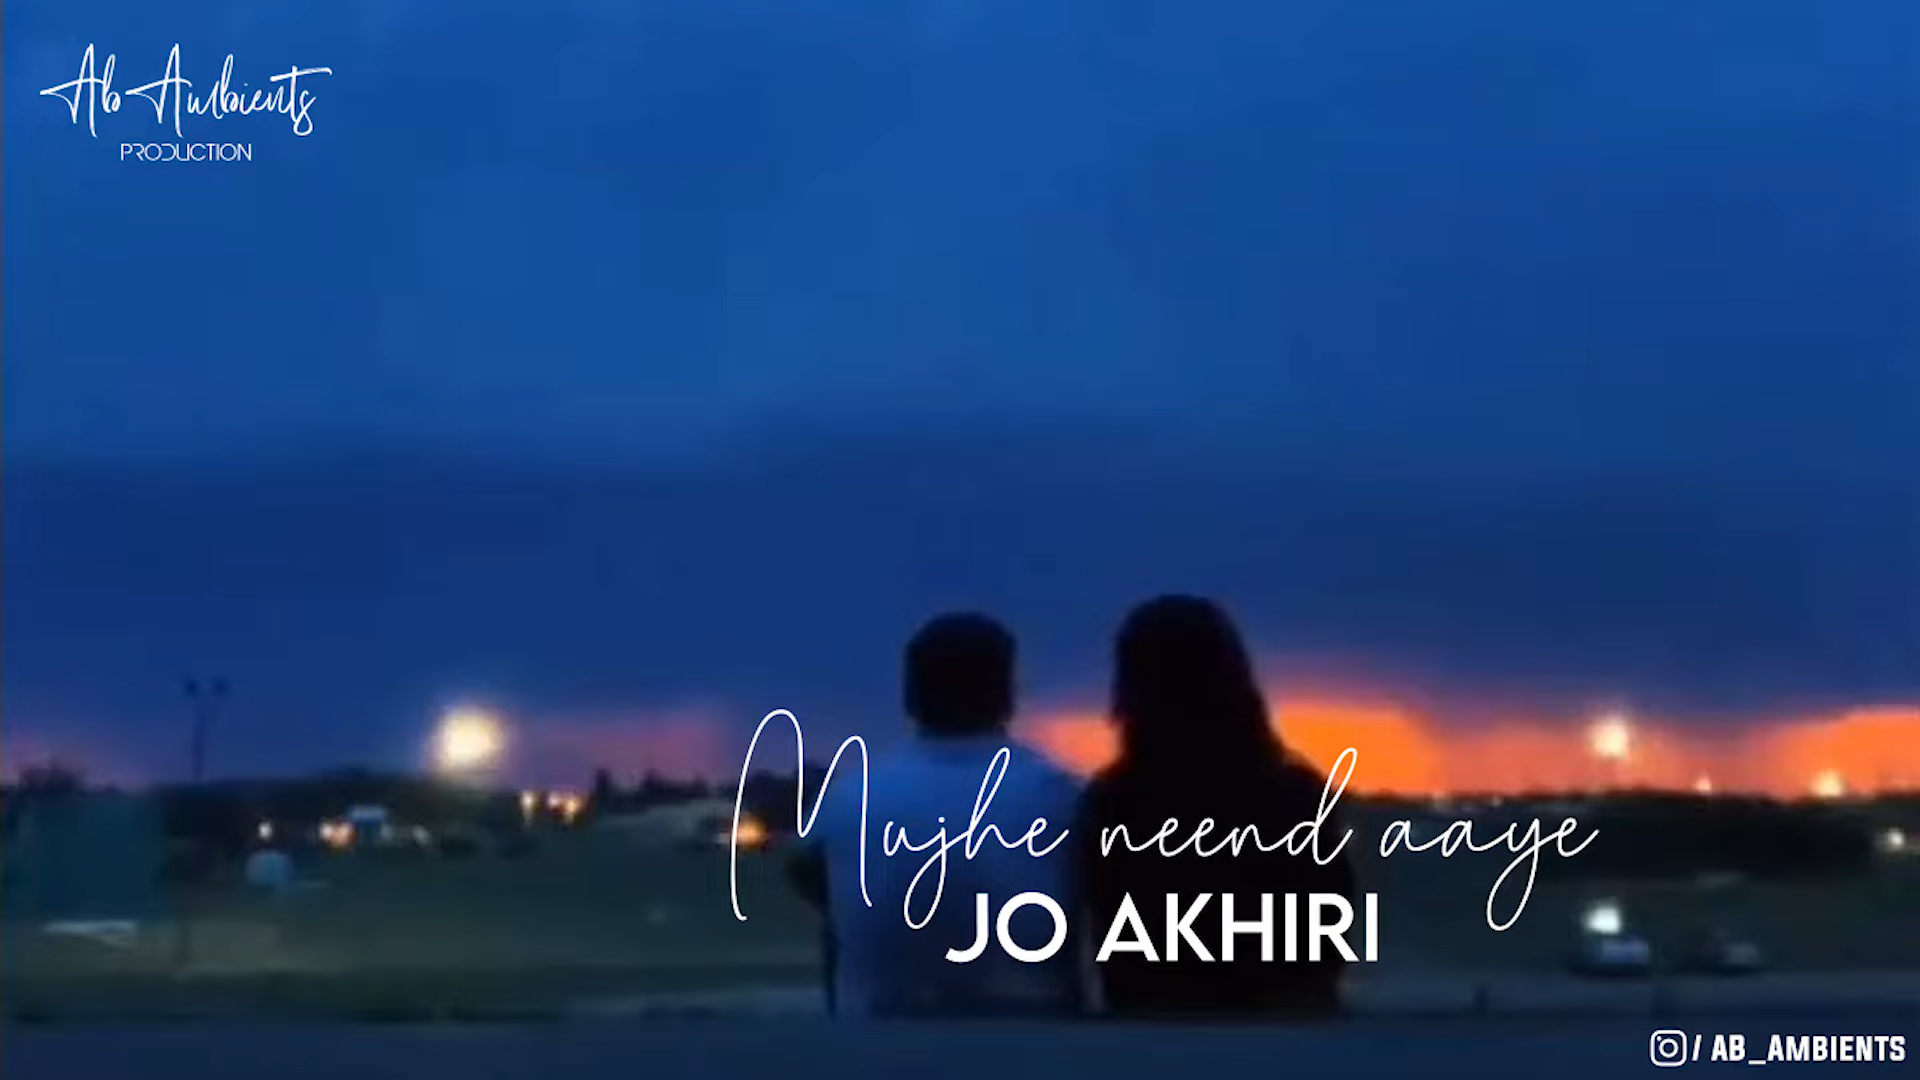 Ab Ambients
PRODUCTION
Mujhe neend aaye
JO AKHIRI
/ AB_AMBIENTS